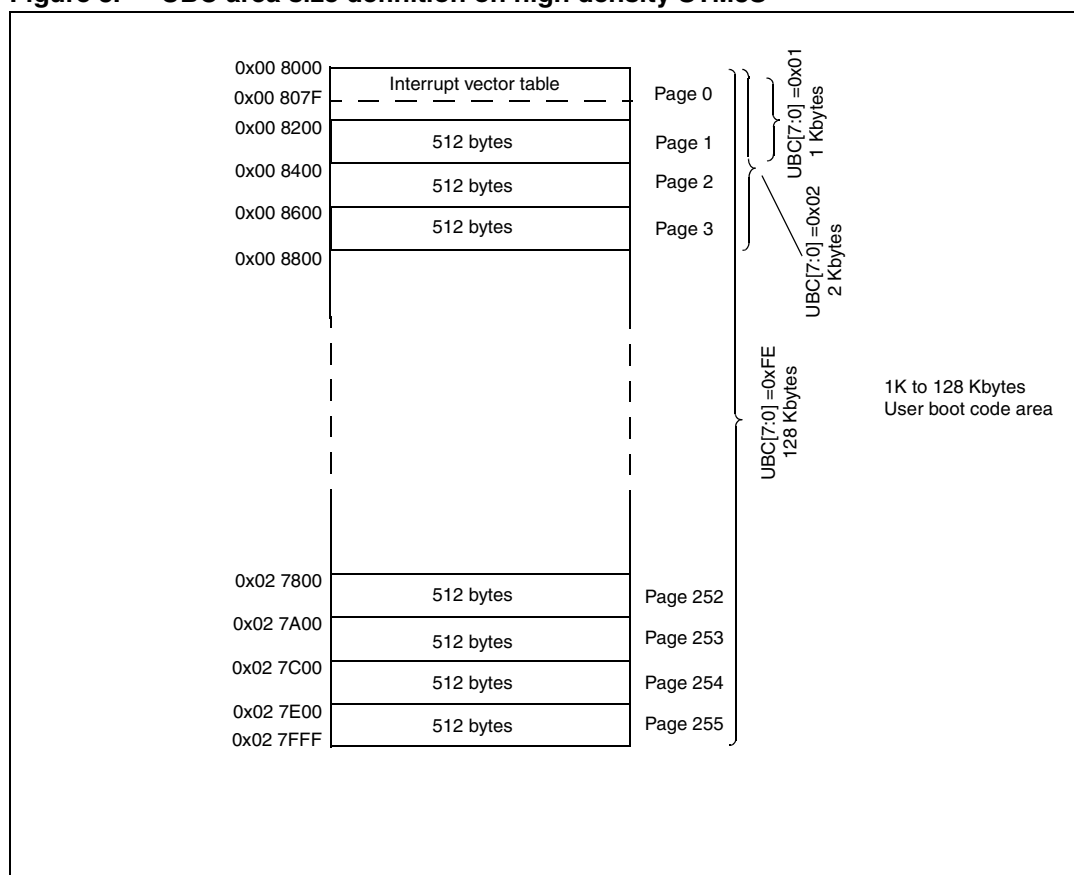 Figure UBC area size definition on high density STM8S
0x00 8000
Interrupt vector table
Page 0
0x00 807F
0x00 8200
512 bytes
Page 1
0x00 8400
512 bytes
Page 2
0x00 8600
512 bytes
Page 3
0x00 8800
UBC[7:0] =0x01
1 Kbytes
UBC[7:0] =0x02
2 Kbytes
UBC[7:0] =0xFE
128 Kbytes
1K to 128 Kbytes
User boot code area
0x02 7800
512 bytes
Page 252
0x02 7A00
512 bytes
Page 253
0x02 7C00
512 bytes
Page 254
0x02 7E00
512 bytes
Page 255
0x02 7FFF